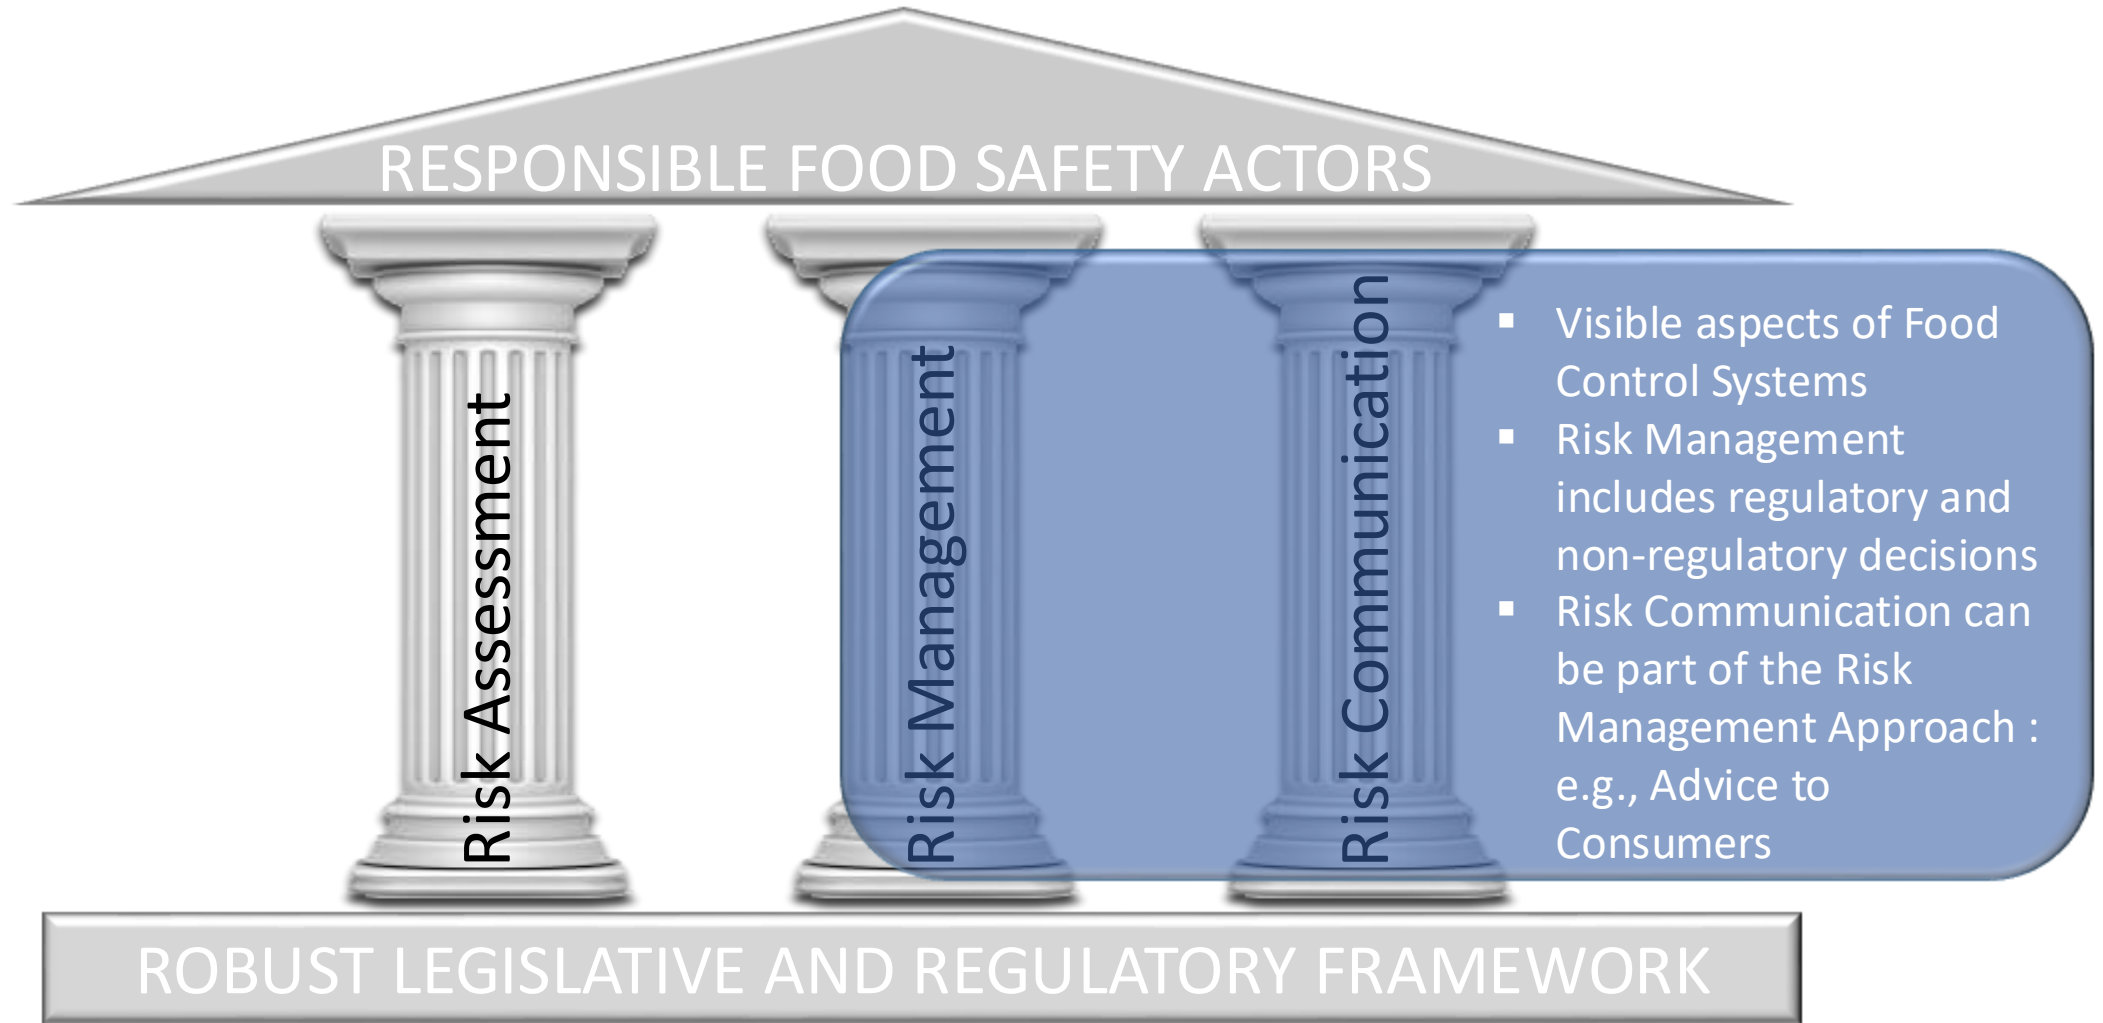 RESPONSIBLE FOOD SAFETY ACTORS
Risk Assessment
Risk Management
Risk Communication
▪ Visible aspects of Food
Control Systems
▪ Risk Management
includes regulatory and
non-regulatory decisions
▪ Risk Communication can
be part of the Risk
Management Approach :
e.g., Advice to
Consumers
ROBUST LEGISLATIVE AND REGULATORY FRAMEWORK